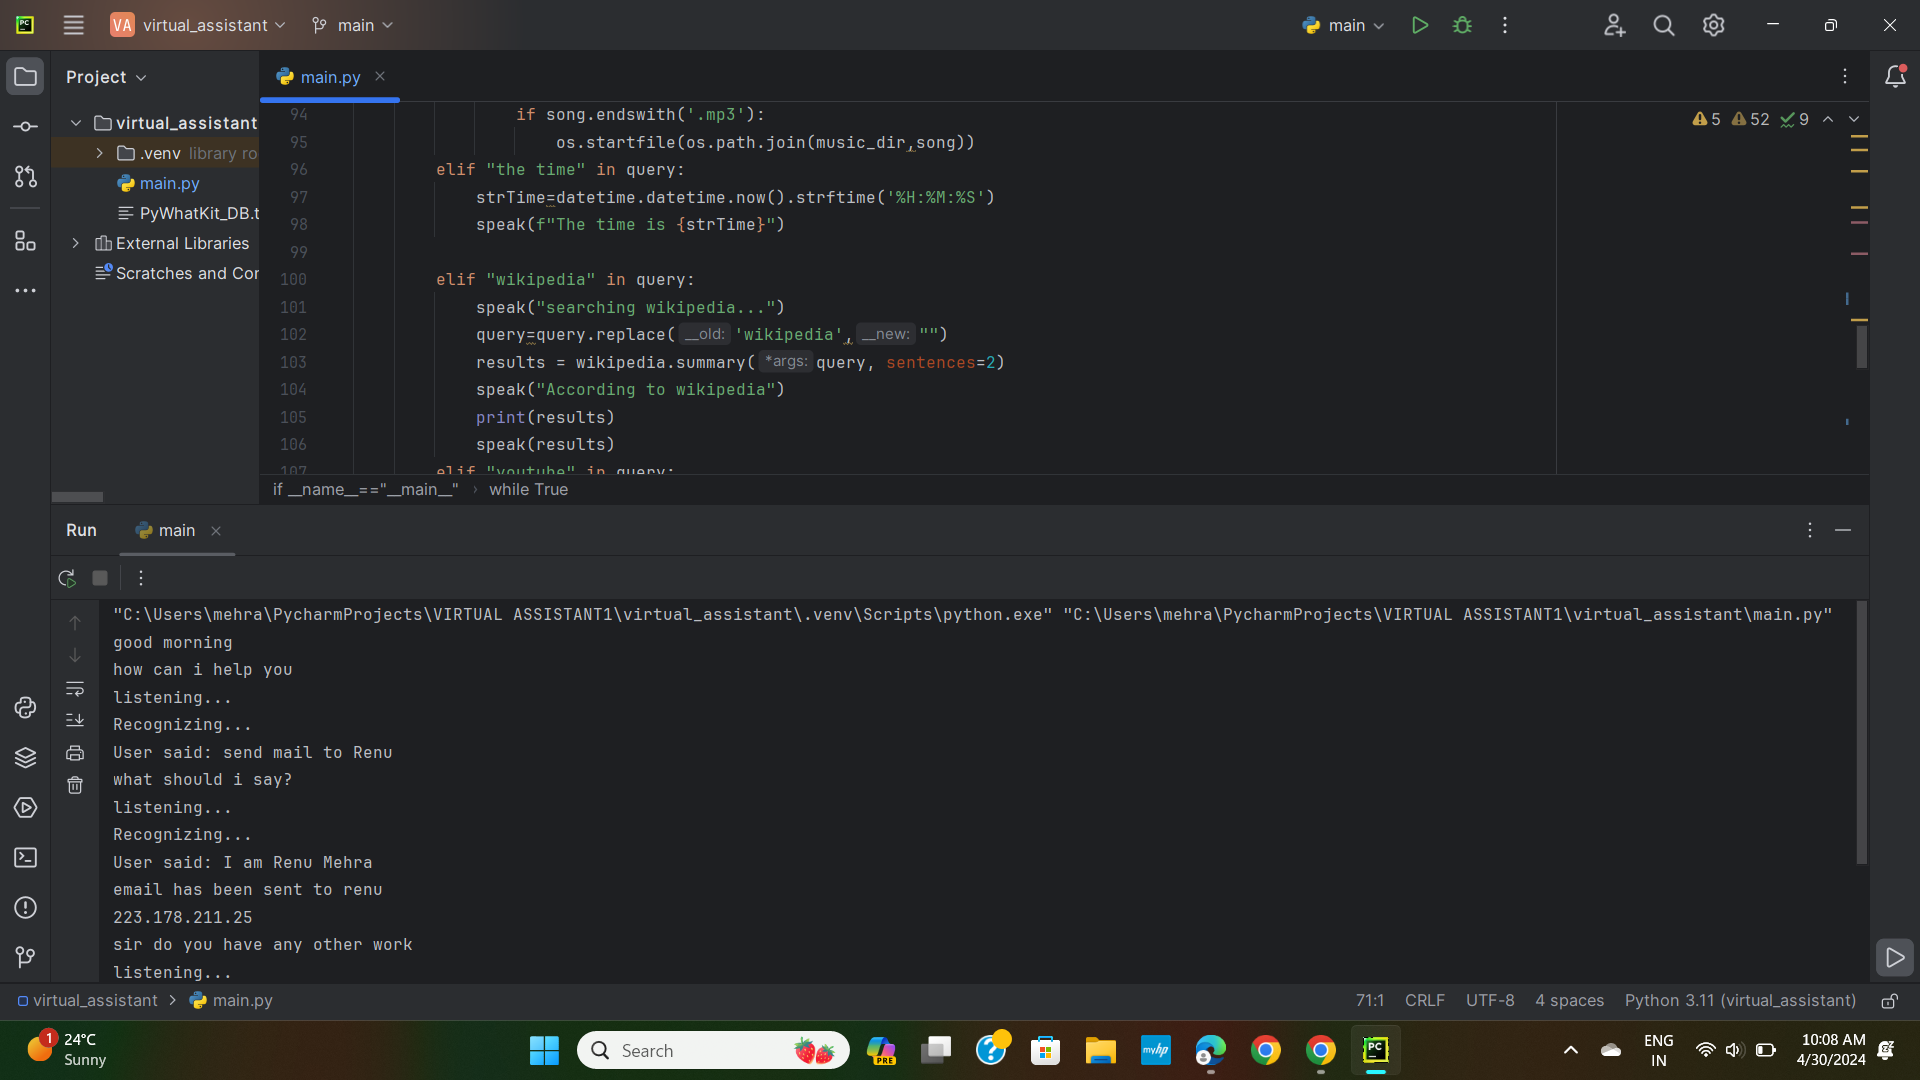 PC
VA virtual_assistant main
main
Project
main.py
virtual_assistant
.venv library ro
main.py
PyWhatKit_DB.t
External Libraries
Scratches and Cor
5 52 9
94 if song.endswith('.mp3'):
95 os.startfile(os.path.join(music_dir,song))
96 elif "the time" in query:
97 strTime=datetime.datetime.now().strftime('%H:%M:%S')
98 speak(f"The time is {strTime}")
99
100 elif "wikipedia" in query:
101 speak("searching wikipedia...")
102 query=query.replace( __old: 'wikipedia', __new: "")
103 results = wikipedia.summary( *args: query, sentences=2)
104 speak("According to wikipedia")
105 print(results)
106 speak(results)
107 elif "youtube" in query:
if __name__=="__main__" › while True
Run main
"C:\Users\mehra\PycharmProjects\VIRTUAL ASSISTANT1\virtual_assistant\.venv\Scripts\python.exe" "C:\Users\mehra\PycharmProjects\VIRTUAL ASSISTANT1\virtual_assistant\main.py"
good morning
how can i help you
listening...
Recognizing...
User said: send mail to Renu
what should i say?
listening...
Recognizing...
User said: I am Renu Mehra
email has been sent to renu
223.178.211.25
sir do you have any other work
listening...
virtual_assistant > main.py
71:1 CRLF UTF-8 4 spaces Python 3.11 (virtual_assistant)
1
24°C
Sunny
Search
PRE
myhp
PC
ENG
IN
10:08 AM
4/30/2024